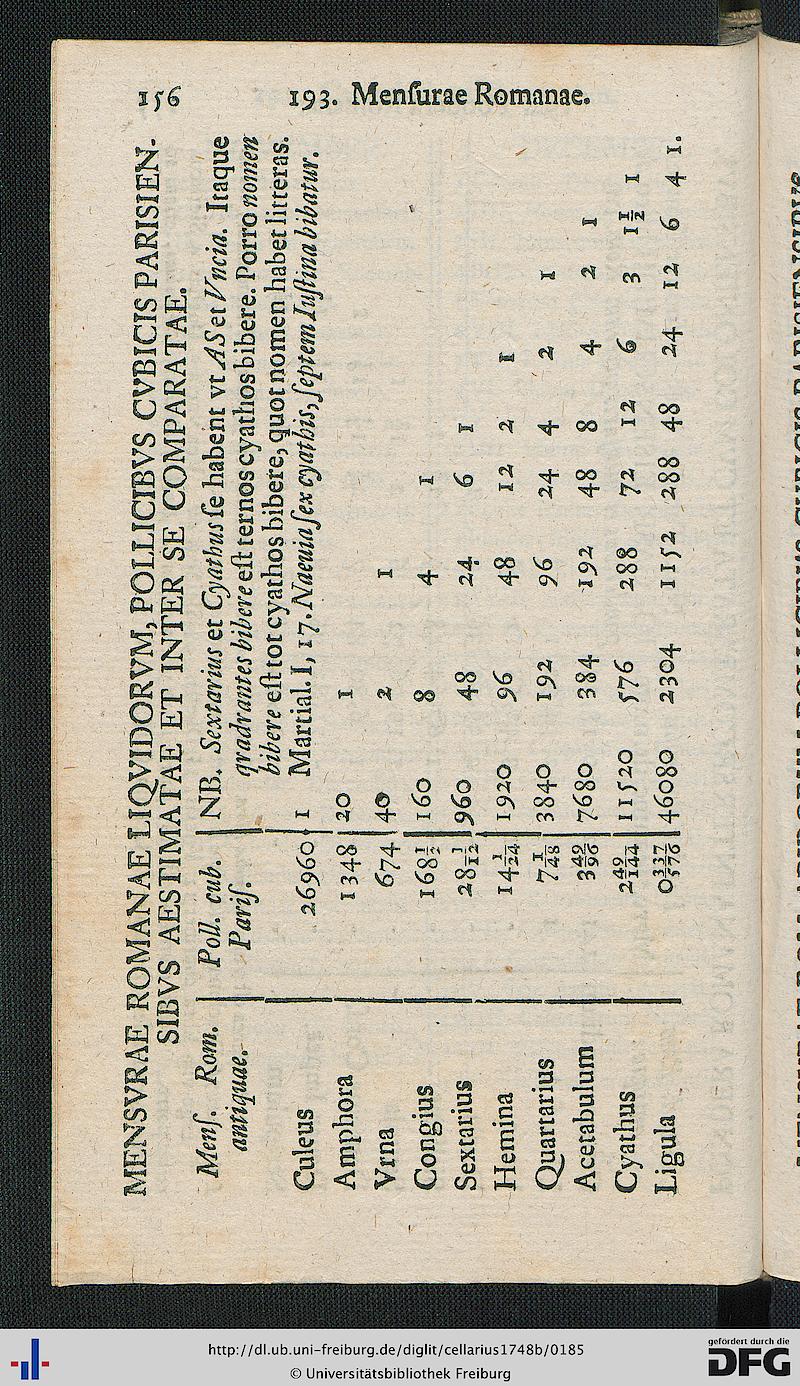 156 193. Menſurae Romanae.
MENSVRAE ROMANAE LIQVIDORVM, POLLICIBVS CVBICIS PARISIEN.
SIBVS AESTIMATAE ET INTER SE COMPARATAE.
Menſ. Rom. antiquae. | Poll. cub. Pariſ. | NB. Sextarius et Cyathus ſe habent vt AS et Vncia. Itaque
qvadrantes bibere eſt ternos cyathos bibere. Porro nomen
bibere eſt tot cyathos bibere, quot nomen habet litteras.
Martial. I, 17. Naeuia ſex cyathis, ſeptem Iuſtina bibatur.
Culeus 26960 1
Amphora 1348 20 1
Vrna 674 40 2 1
Congius 168 1/2 160 8 4 1
Sextarius 28 1/12 960 48 24 6 1
Hemina 14 1/24 1920 96 48 12 2 1
Quartarius 7 1/48 3840 192 96 24 4 2 1
Acetabulum 3 49/96 7680 384 192 48 8 4 2 1
Cyathus 2 49/144 11520 576 288 72 12 6 3 1 1/2 1
Ligula 0 337/576 46080 2304 1152 288 48 24 12 6 4 1.
http://dl.ub.uni-freiburg.de/diglit/cellarius1748b/0185
© Universitätsbibliothek Freiburg
gefördert durch die
DFG